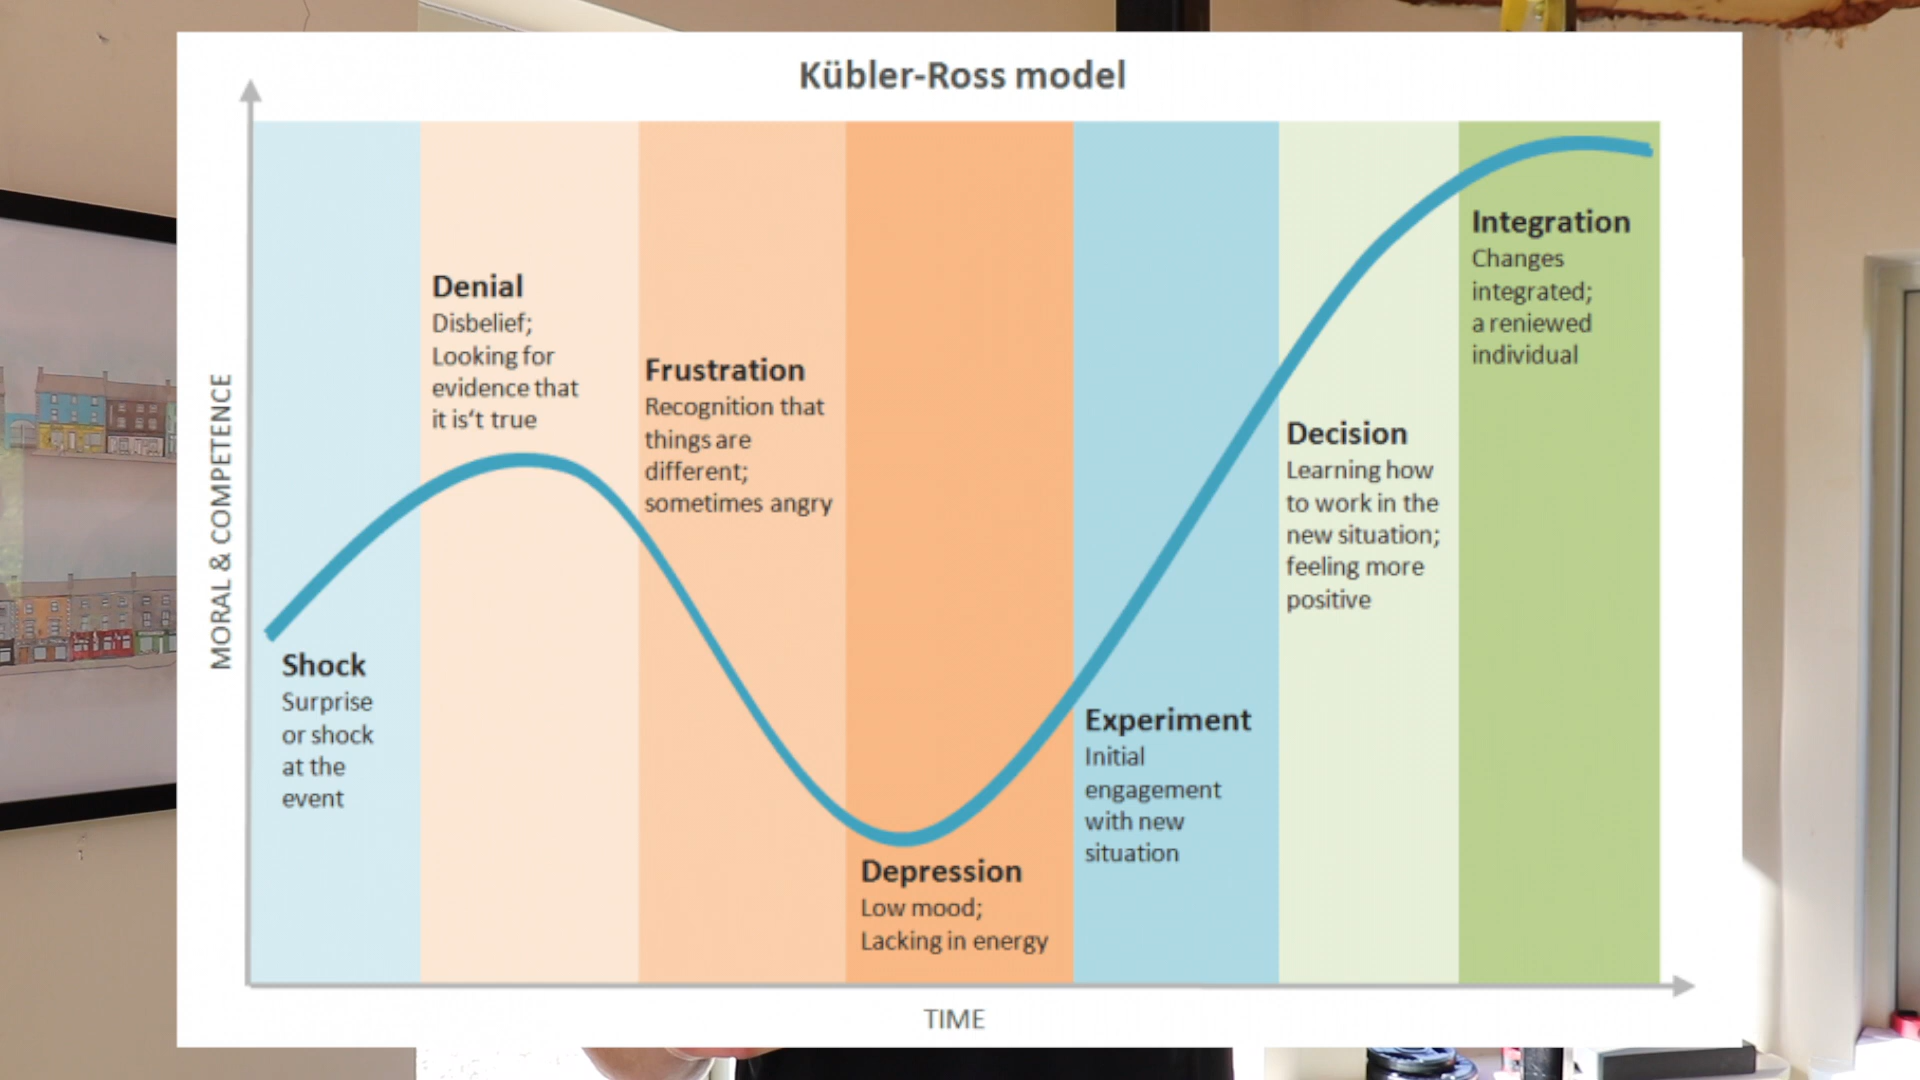 Kübler-Ross model
MORAL & COMPETENCE
Shock
Surprise
or shock
at the
event
Denial
Disbelief;
Looking for
evidence that
it is‘t true
Frustration
Recognition that
things are
different;
sometimes angry
Depression
Low mood;
Lacking in energy
Experiment
Initial
engagement
with new
situation
Decision
Learning how
to work in the
new situation;
feeling more
positive
Integration
Changes
integrated;
a reniewed
individual
TIME